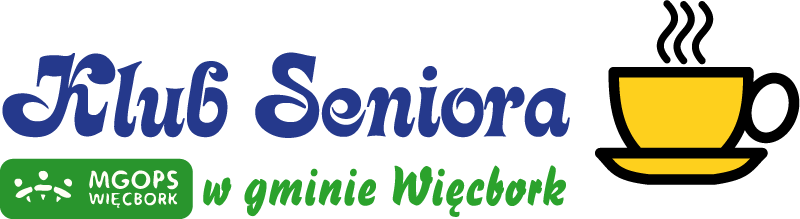 Klub Seniora
MGOPS
WIĘCBORK
w gminie Więcbork